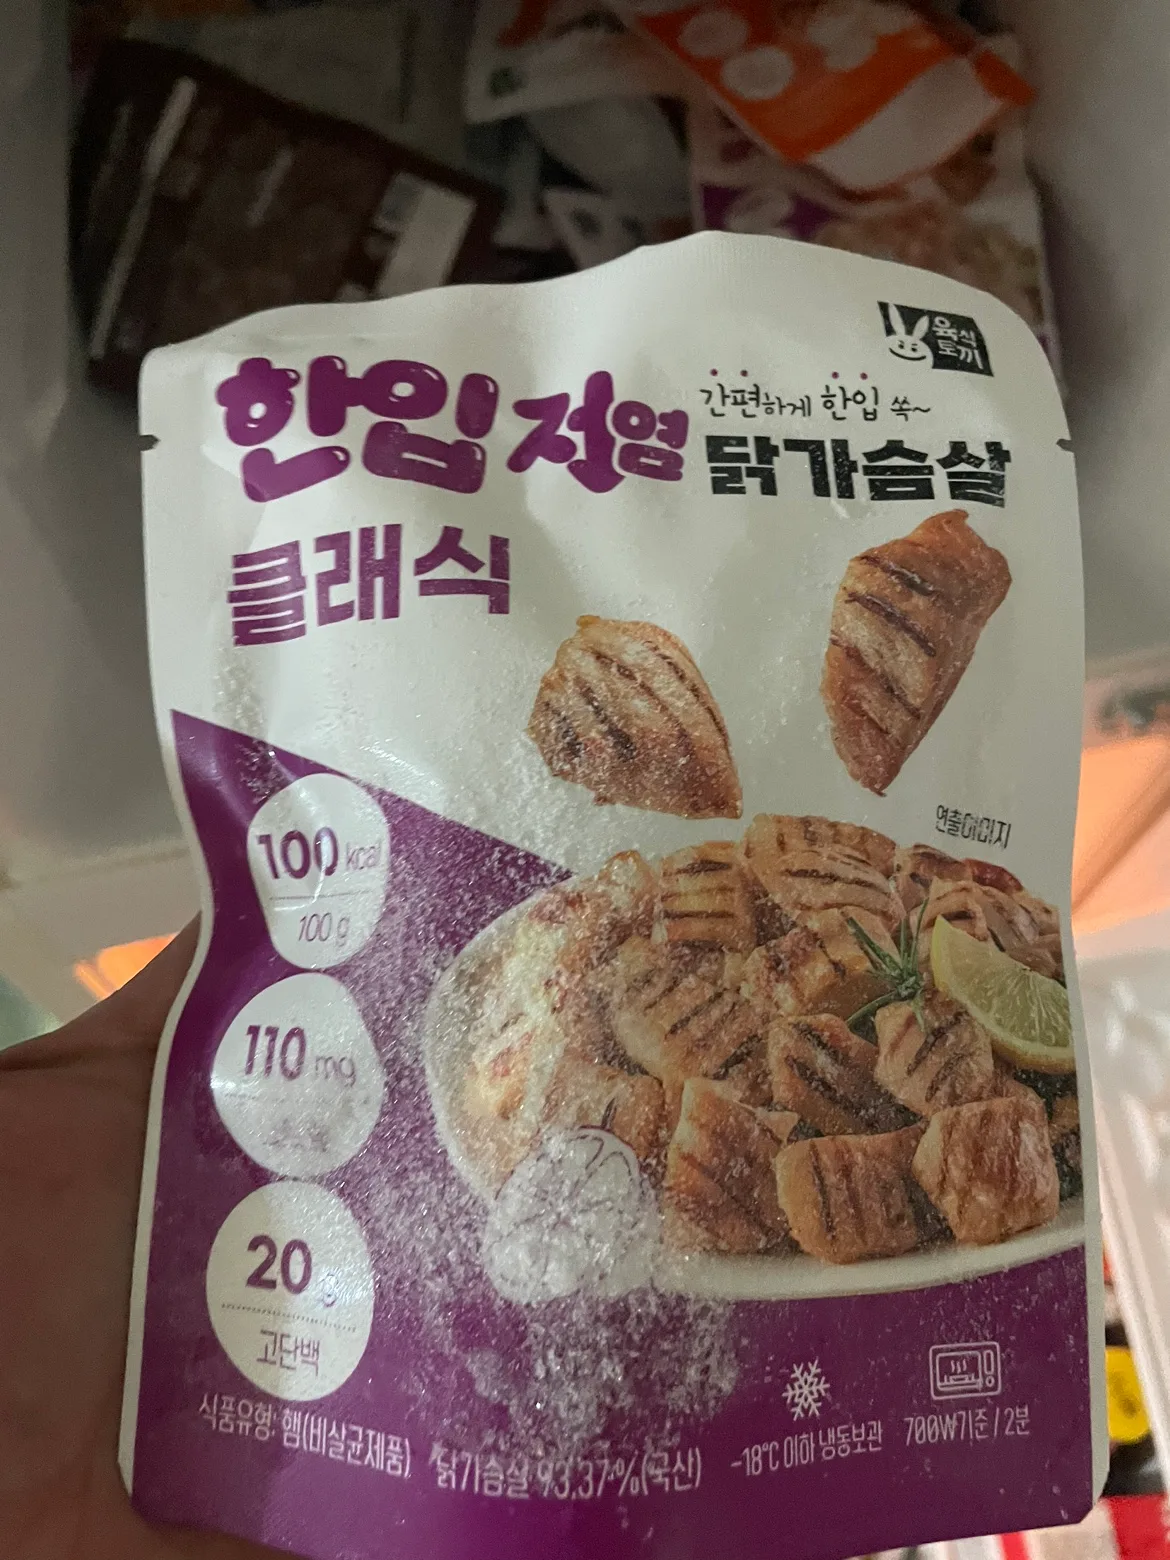 육식
토끼
간편하게 한입 쏙~
한입 저염 닭가슴살
클래식
연출이미지
100 kcal
100 g
110 mg
20 g
고단백
식품유형: 햄(비살균제품) 닭가슴살 93.37%(국산)
-18℃ 이하 냉동보관
700W기준 / 2분